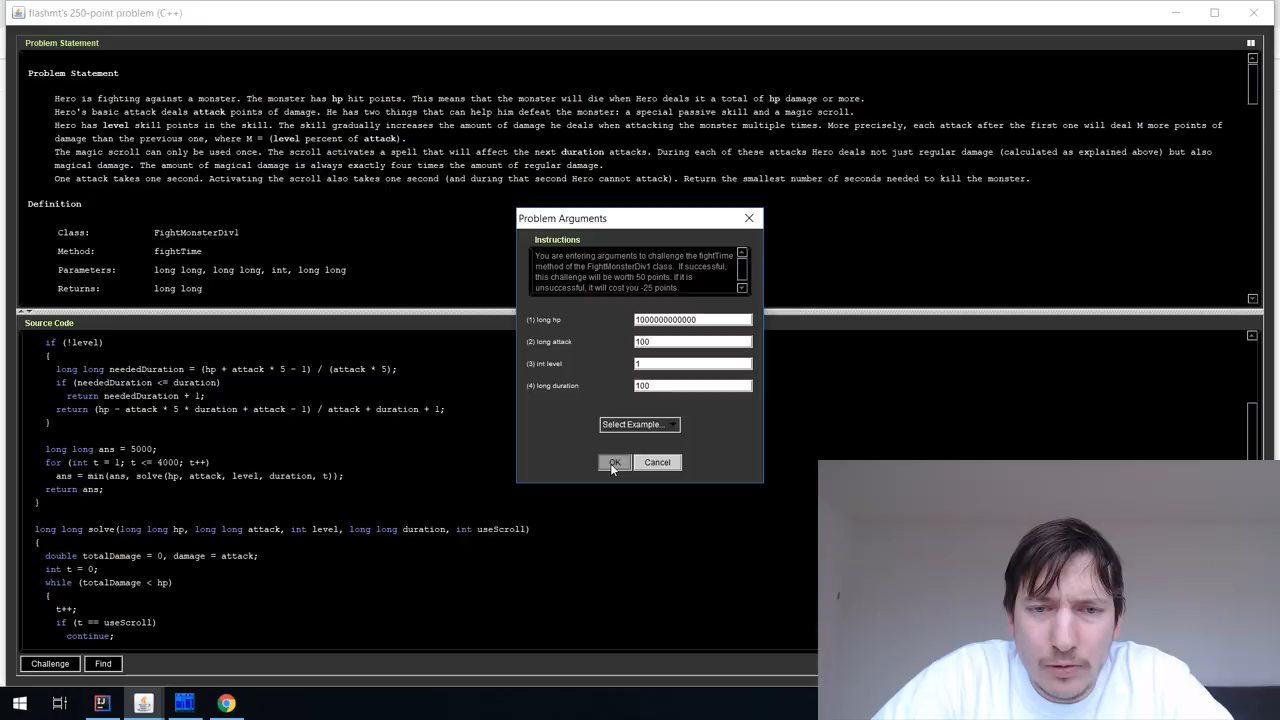 flashmt's 250-point problem (C++)
Problem Statement
Problem Statement
Hero is fighting against a monster. The monster has hp hit points. This means that the monster will die when Hero deals it a total of hp damage or more.
Hero's basic attack deals attack points of damage. He has two things that can help him defeat the monster: a special passive skill and a magic scroll.
Hero has level skill points in the skill. The skill gradually increases the amount of damage he deals when attacking the monster multiple times. More precisely, each attack after the first one will deal M more points of
damage than the previous one, where M = (level percent of attack).
The magic scroll can only be used once. The scroll activates a spell that will affect the next duration attacks. During each of these attacks Hero deals not just regular damage (calculated as explained above) but also
magical damage. The amount of magical damage is always exactly four times the amount of regular damage.
One attack takes one second. Activating the scroll also takes one second (and during that second Hero cannot attack). Return the smallest number of seconds needed to kill the monster.
Definition
Class: FightMonsterDiv1
Method: fightTime
Parameters: long long, long long, int, long long
Returns: long long
Source Code
if (!level)
{
long long neededDuration = (hp + attack * 5 - 1) / (attack * 5);
if (neededDuration <= duration)
return neededDuration + 1;
return (hp - attack * 5 * duration + attack - 1) / attack + duration + 1;
}
long long ans = 5000;
for (int t = 1; t <= 4000; t++)
ans = min(ans, solve(hp, attack, level, duration, t));
return ans;
}
long long solve(long long hp, long long attack, int level, long long duration, int useScroll)
{
double totalDamage = 0, damage = attack;
int t = 0;
while (totalDamage < hp)
{
t++;
if (t == useScroll)
continue;
Challenge
Find
Problem Arguments
Instructions
You are entering arguments to challenge the fightTime
method of the FightMonsterDiv1 class. If successful,
this challenge will be worth 50 points. If it is
unsuccessful, it will cost you -25 points.
(1) long hp 1000000000000
(2) long attack 100
(3) int level 1
(4) long duration 100
Select Example...
OK
Cancel